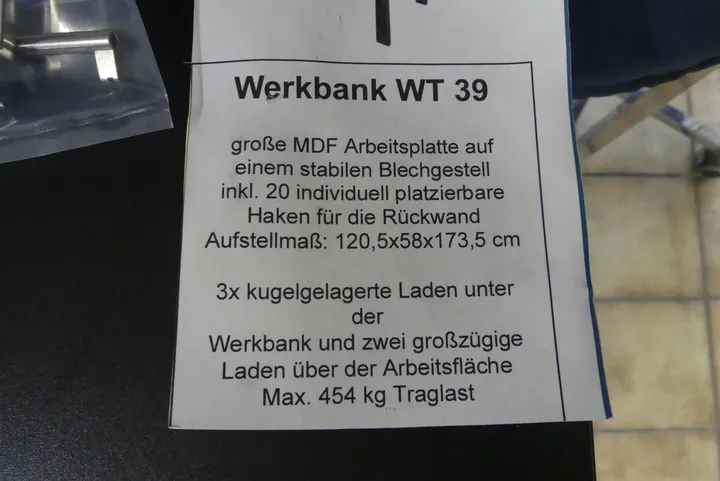 Werkbank WT 39
große MDF Arbeitsplatte auf
einem stabilen Blechgestell
inkl. 20 individuell platzierbare
Haken für die Rückwand
Aufstellmaß: 120,5x58x173,5 cm
3x kugelgelagerte Laden unter
der
Werkbank und zwei großzügige
Laden über der Arbeitsfläche
Max. 454 kg Traglast